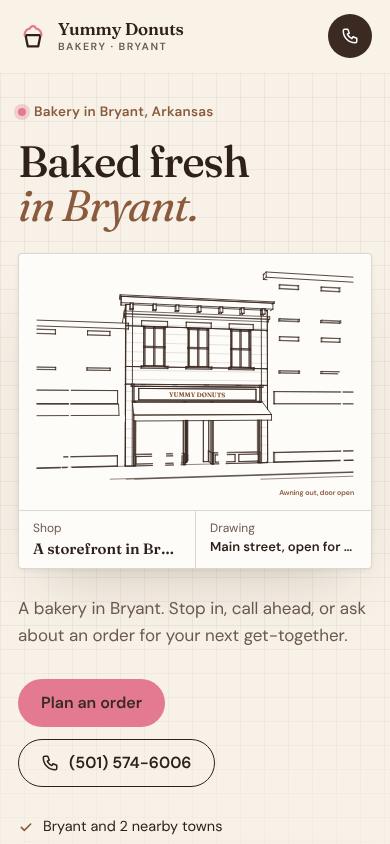 Yummy Donuts
BAKERY · BRYANT
Bakery in Bryant, Arkansas
Baked fresh
in Bryant.
YUMMY DONUTS
Awning out, door open
Shop
A storefront in Br...
Drawing
Main street, open for ...
A bakery in Bryant. Stop in, call ahead, or ask
about an order for your next get-together.
Plan an order
(501) 574-6006
Bryant and 2 nearby towns